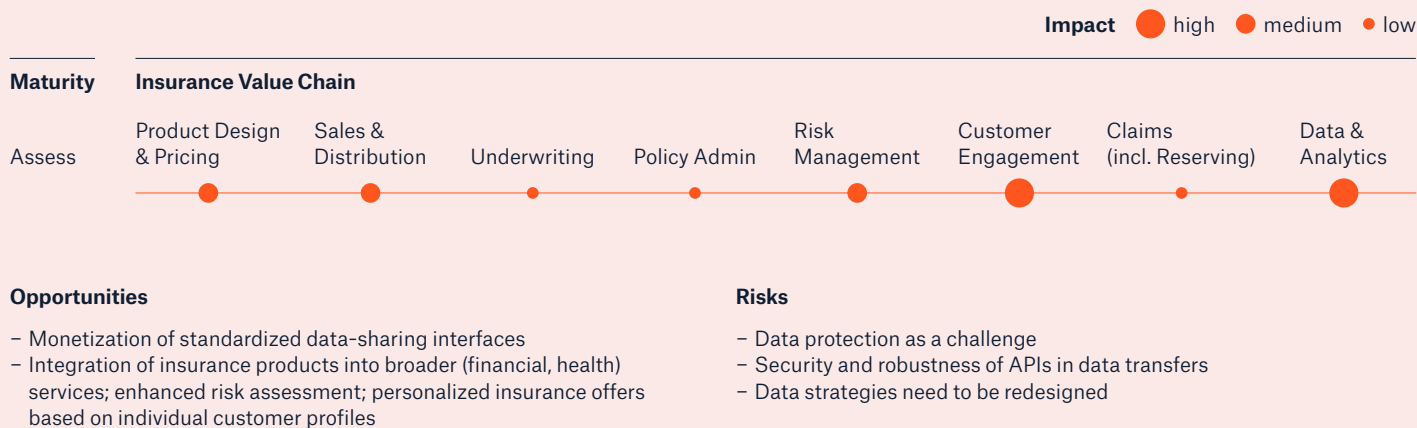 Impact high medium low
Maturity Insurance Value Chain
Assess
Product Design
& Pricing
Sales &
Distribution
Underwriting
Policy Admin
Risk
Management
Customer
Engagement
Claims
(incl. Reserving)
Data &
Analytics
Opportunities
– Monetization of standardized data-sharing interfaces
– Integration of insurance products into broader (financial, health)
services; enhanced risk assessment; personalized insurance offers
based on individual customer profiles
Risks
– Data protection as a challenge
– Security and robustness of APIs in data transfers
– Data strategies need to be redesigned